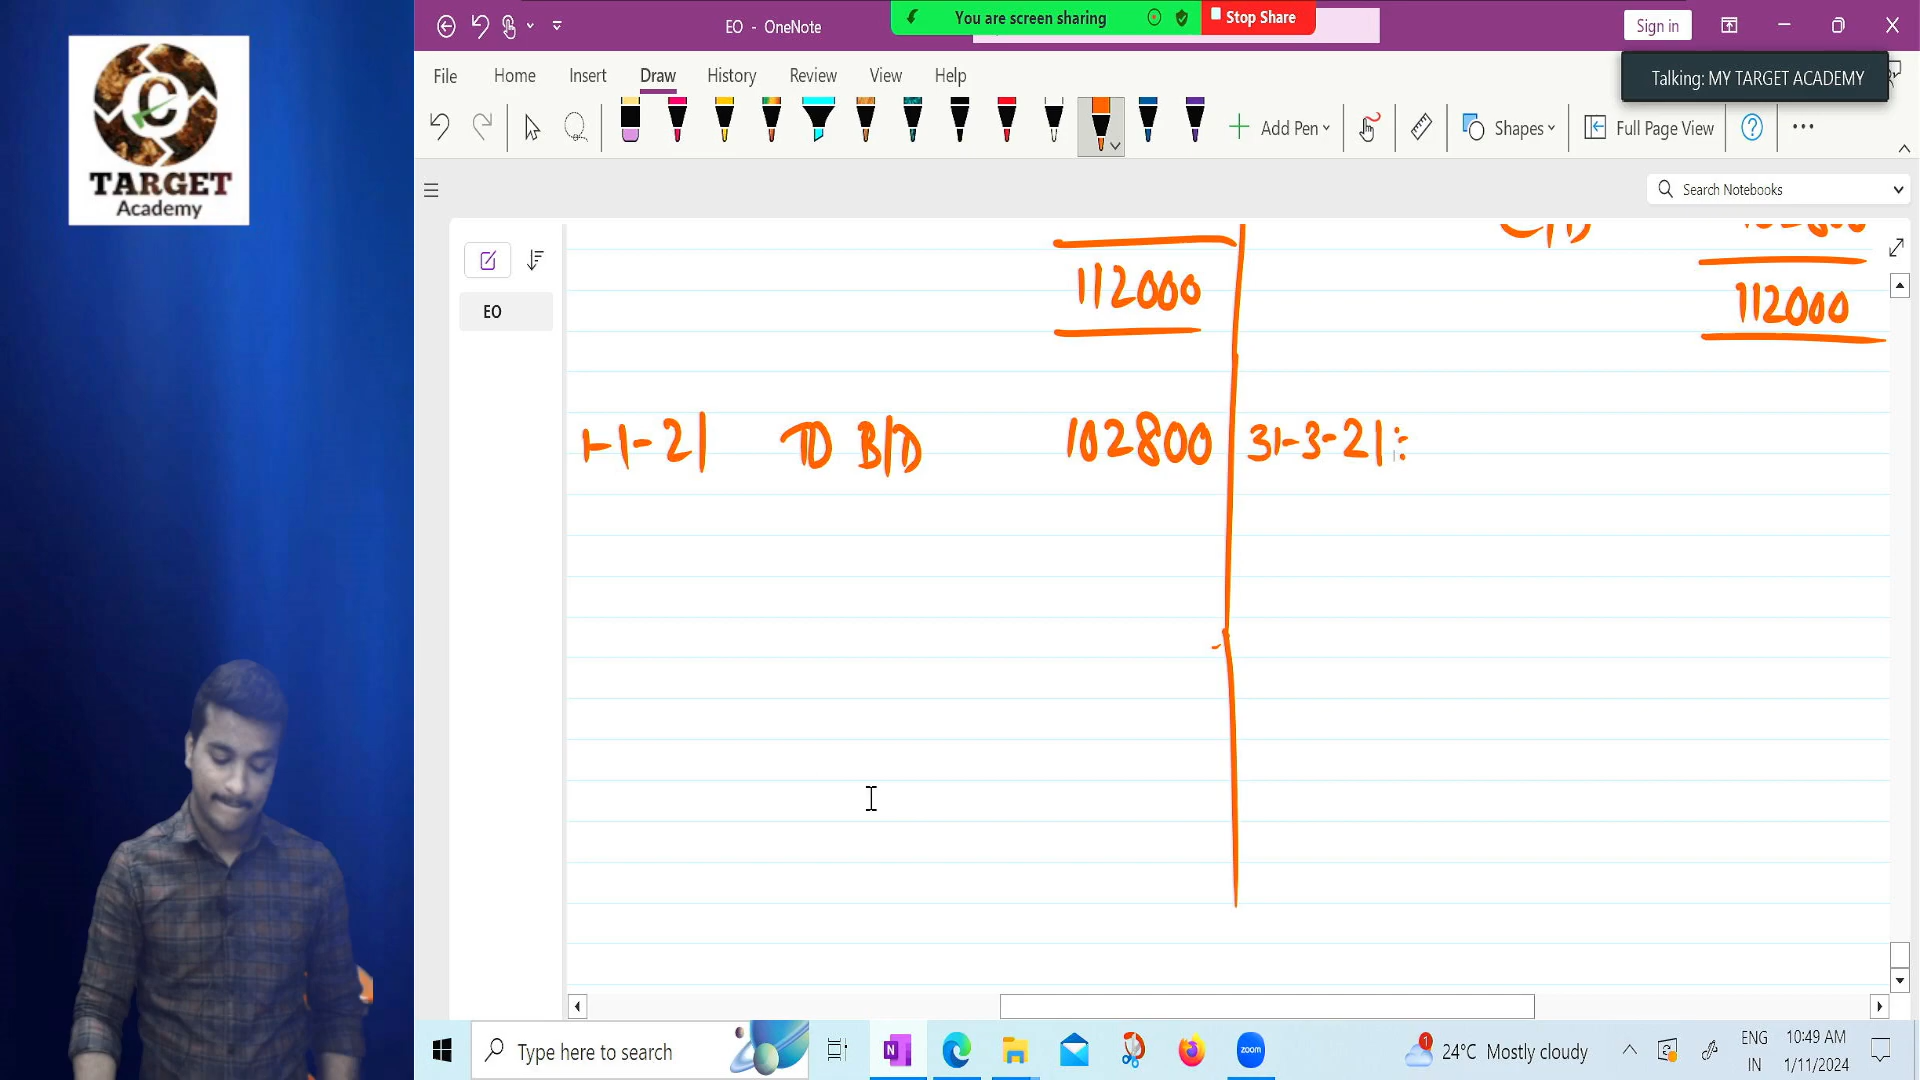 TARGET
Academy
EO - OneNote
You are screen sharing
Stop Share
Sign in
Talking: MY TARGET ACADEMY
File Home Insert Draw History Review View Help
Add Pen
Shapes
Full Page View
Search Notebooks
EO
C/D 102800
112000
112000
1-1-21 TO B/D 102800 31-3-21 :-
Type here to search
zoom
1
24°C Mostly cloudy
ENG
IN
10:49 AM
1/11/2024